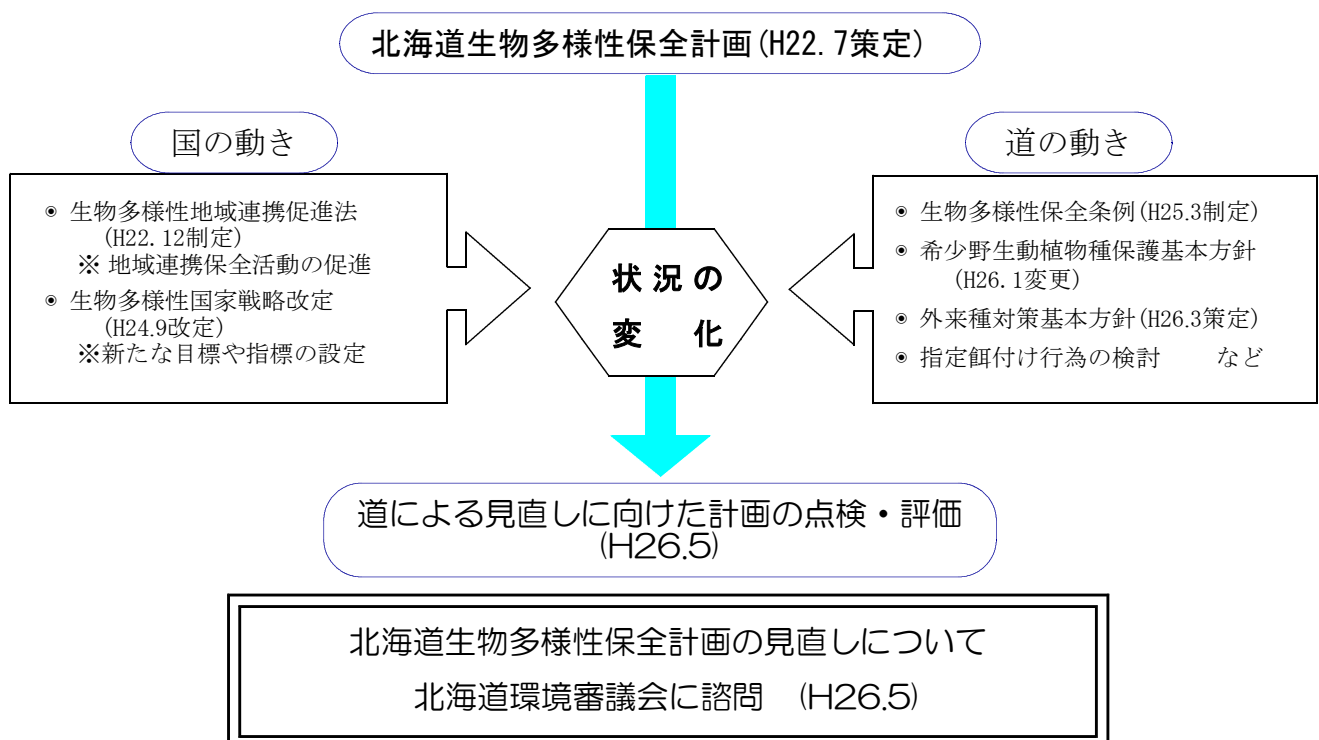 北海道生物多様性保全計画(H22.7策定)
国の動き
◉ 生物多様性地域連携促進法
(H22.12制定)
※ 地域連携保全活動の促進
◉ 生物多様性国家戦略改定
(H24.9改定)
※新たな目標や指標の設定
状況の
変 化
道の動き
◉ 生物多様性保全条例(H25.3制定)
◉ 希少野生動植物種保護基本方針
(H26.1変更)
◉ 外来種対策基本方針(H26.3策定)
◉ 指定餌付け行為の検討 など
道による見直しに向けた計画の点検・評価
(H26.5)
北海道生物多様性保全計画の見直しについて
北海道環境審議会に諮問 (H26.5)